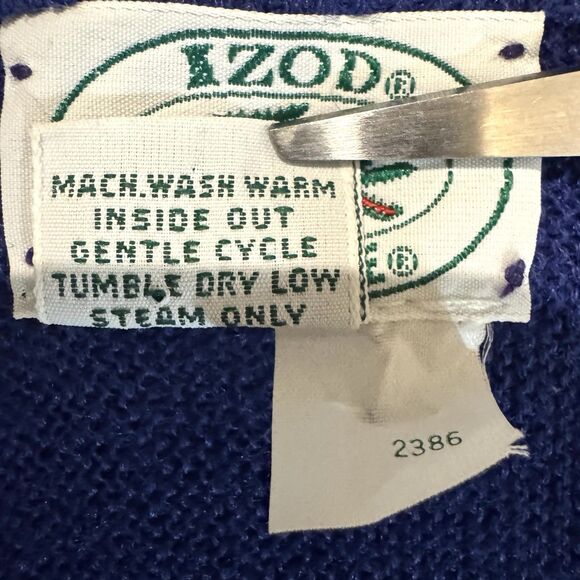 IZOD®
MACH.WASH WARM
INSIDE OUT
GENTLE CYCLE
TUMBLE DRY LOW
STEAM ONLY
®
2386